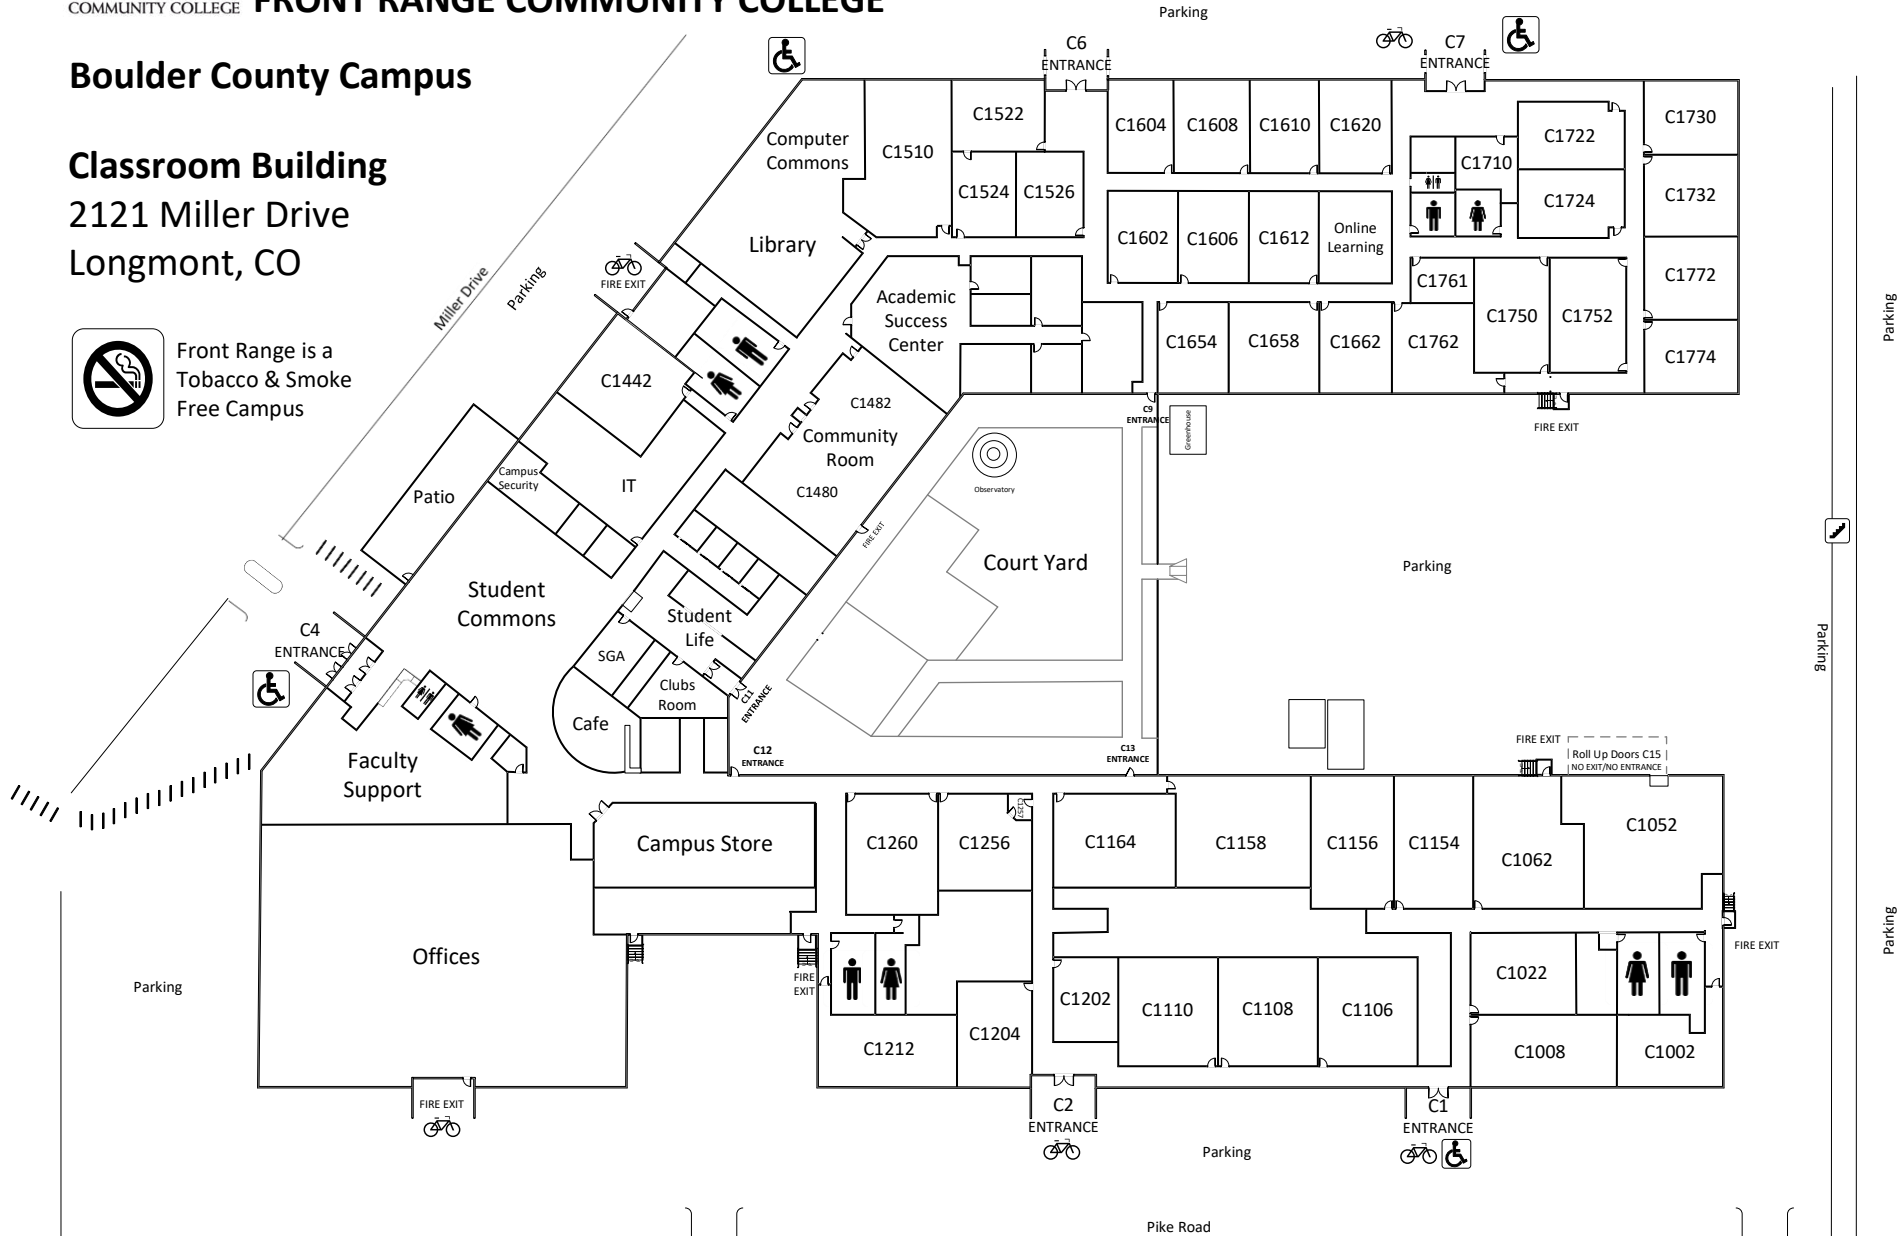 COMMUNITY COLLEGE FRONT RANGE COMMUNITY COLLEGE
Boulder County Campus
Classroom Building
2121 Miller Drive
Longmont, CO
Front Range is a
Tobacco & Smoke
Free Campus
Parking
C6
ENTRANCE
C7
ENTRANCE
Computer
Commons
C1510
C1522
C1524
C1526
C1604
C1608
C1610
C1620
C1710
C1722
C1724
C1730
C1732
C1772
C1774
Library
C1602
C1606
C1612
Online
Learning
C1761
C1750
C1752
Miller Drive
Parking
FIRE EXIT
Academic
Success
Center
C1654
C1658
C1662
C1762
Parking
C1442
C1482
Community
Room
C1480
C9
ENTRANCE
Greenhouse
FIRE EXIT
Observatory
Campus
Security
IT
Patio
FIRE EXIT
Court Yard
Parking
Student
Commons
Student
Life
Parking
C4
ENTRANCE
SGA
Clubs
Room
C11
ENTRANCE
Cafe
C12
ENTRANCE
C13
ENTRANCE
FIRE EXIT
Roll Up Doors C15
NO EXIT/NO ENTRANCE
Faculty
Support
Campus Store
C1260
C1256
C1257
C1164
C1158
C1156
C1154
C1062
C1052
Offices
Parking
FIRE
EXIT
C1202
C1110
C1108
C1106
C1022
FIRE EXIT
Parking
C1212
C1204
C1008
C1002
FIRE EXIT
C2
ENTRANCE
C1
ENTRANCE
Parking
Pike Road